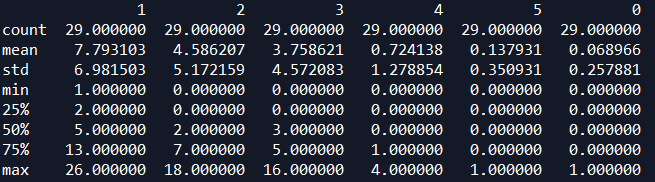 1 2 3 4 5 0
count 29.000000 29.000000 29.000000 29.000000 29.000000 29.000000
mean 7.793103 4.586207 3.758621 0.724138 0.137931 0.068966
std 6.981503 5.172159 4.572083 1.278854 0.350931 0.257881
min 1.000000 0.000000 0.000000 0.000000 0.000000 0.000000
25% 2.000000 0.000000 0.000000 0.000000 0.000000 0.000000
50% 5.000000 2.000000 3.000000 0.000000 0.000000 0.000000
75% 13.000000 7.000000 5.000000 1.000000 0.000000 0.000000
max 26.000000 18.000000 16.000000 4.000000 1.000000 1.000000